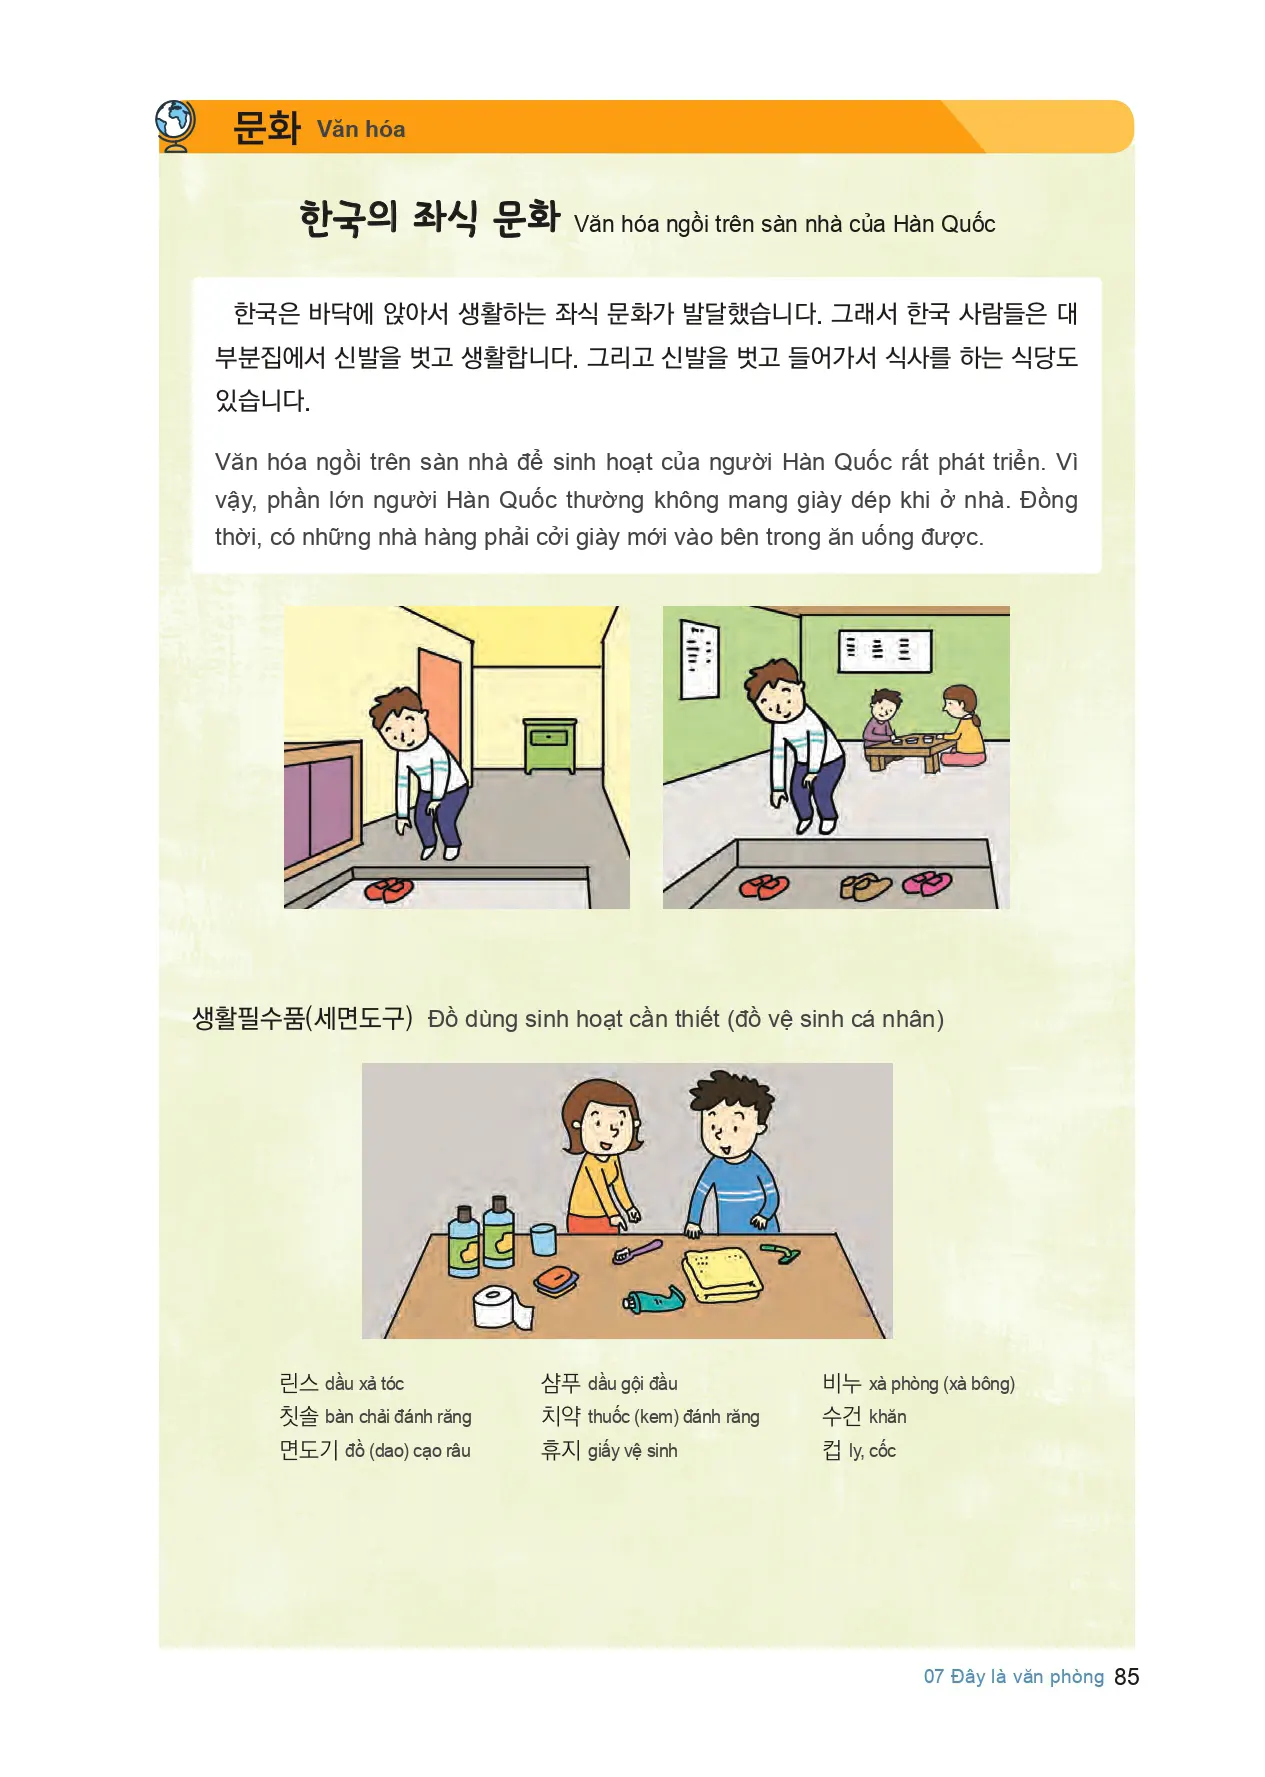 문화 Văn hóa
한국의 좌식 문화 Văn hóa ngồi trên sàn nhà của Hàn Quốc
한국은 바닥에 앉아서 생활하는 좌식 문화가 발달했습니다. 그래서 한국 사람들은 대
부분집에서 신발을 벗고 생활합니다. 그리고 신발을 벗고 들어가서 식사를 하는 식당도
있습니다.
Văn hóa ngồi trên sàn nhà để sinh hoạt của người Hàn Quốc rất phát triển. Vì
vậy, phần lớn người Hàn Quốc thường không mang giày dép khi ở nhà. Đồng
thời, có những nhà hàng phải cởi giày mới vào bên trong ăn uống được.
생활필수품(세면도구) Đồ dùng sinh hoạt cần thiết (đồ vệ sinh cá nhân)
린스 dầu xả tóc 샴푸 dầu gội đầu 비누 xà phòng (xà bông)
칫솔 bàn chải đánh răng 치약 thuốc (kem) đánh răng 수건 khăn
면도기 đồ (dao) cạo râu 휴지 giấy vệ sinh 컵 ly, cốc
07 Đây là văn phòng 85